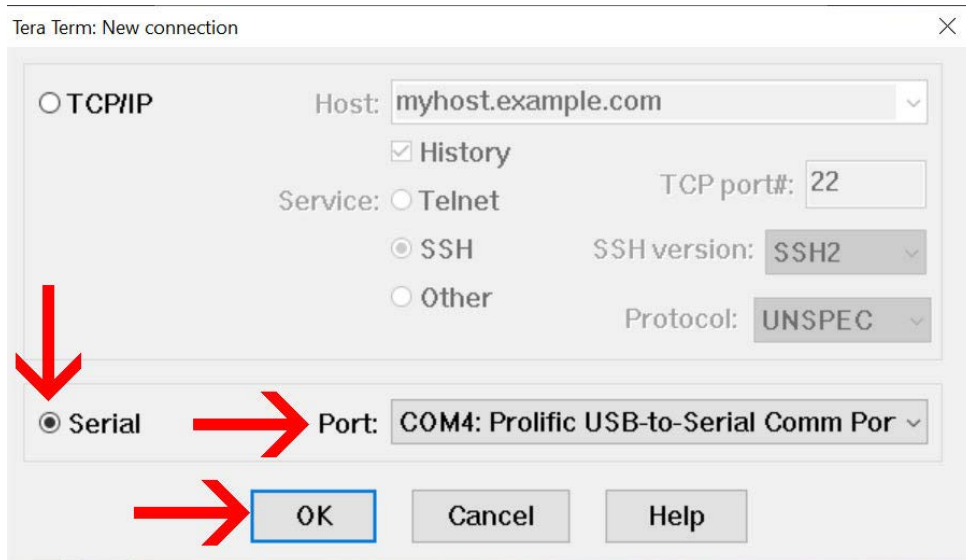 Tera Term: New connection
TCP/IP Host: myhost.example.com
History
Service: Telnet TCP port#: 22
SSH SSH version: SSH2
Other Protocol: UNSPEC
Serial Port: COM4: Prolific USB-to-Serial Comm Por
OK Cancel Help